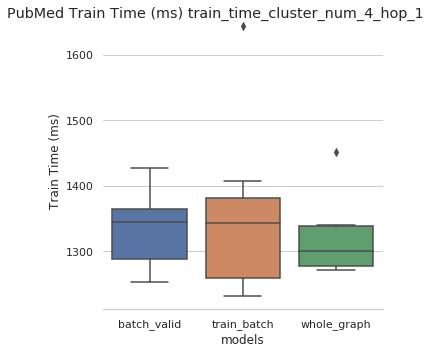 PubMed Train Time (ms) train_time_cluster_num_4_hop_1
1600
1500
1400
1300
Train Time (ms)
batch_valid train_batch whole_graph
models